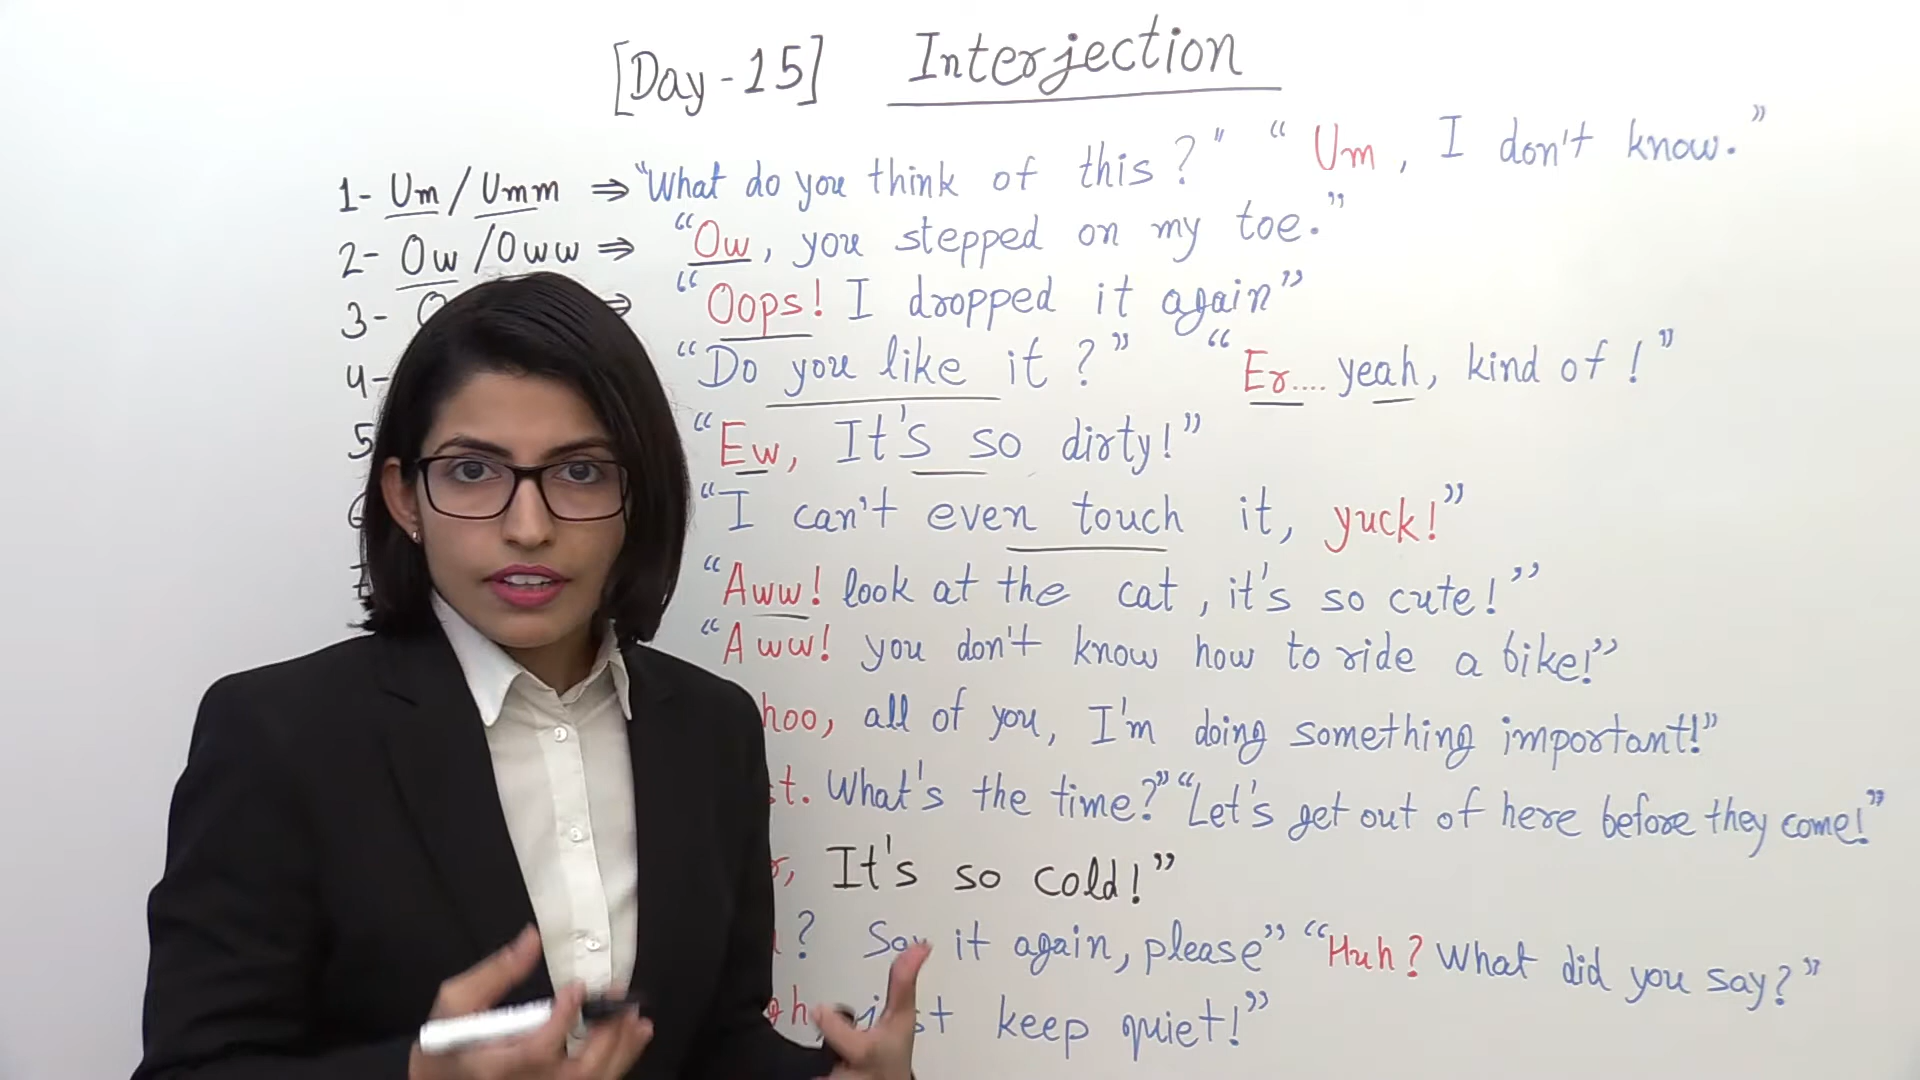 [Day-15] Interjection
1- Um / Umm ⇒ "What do you think of this?" "Um, I don't know."
2- Ow / Oww ⇒ "Ow, you stepped on my toe."
3- ⇒ "Oops! I dropped it again"
4- "Do you like it?" "Er.... yeah, kind of!"
5 "Ew, It's so dirty!"
"I can't even touch it, yuck!"
"Aww! look at the cat, it's so cute!"
"Aww! you don't know how to ride a bike!"
hoo, all of you, I'm doing something important!"
st. What's the time?" "Let's get out of here before they come!"
r, It's so cold!"
? Say it again, please" "Huh? What did you say?"
gh, just keep quiet!"